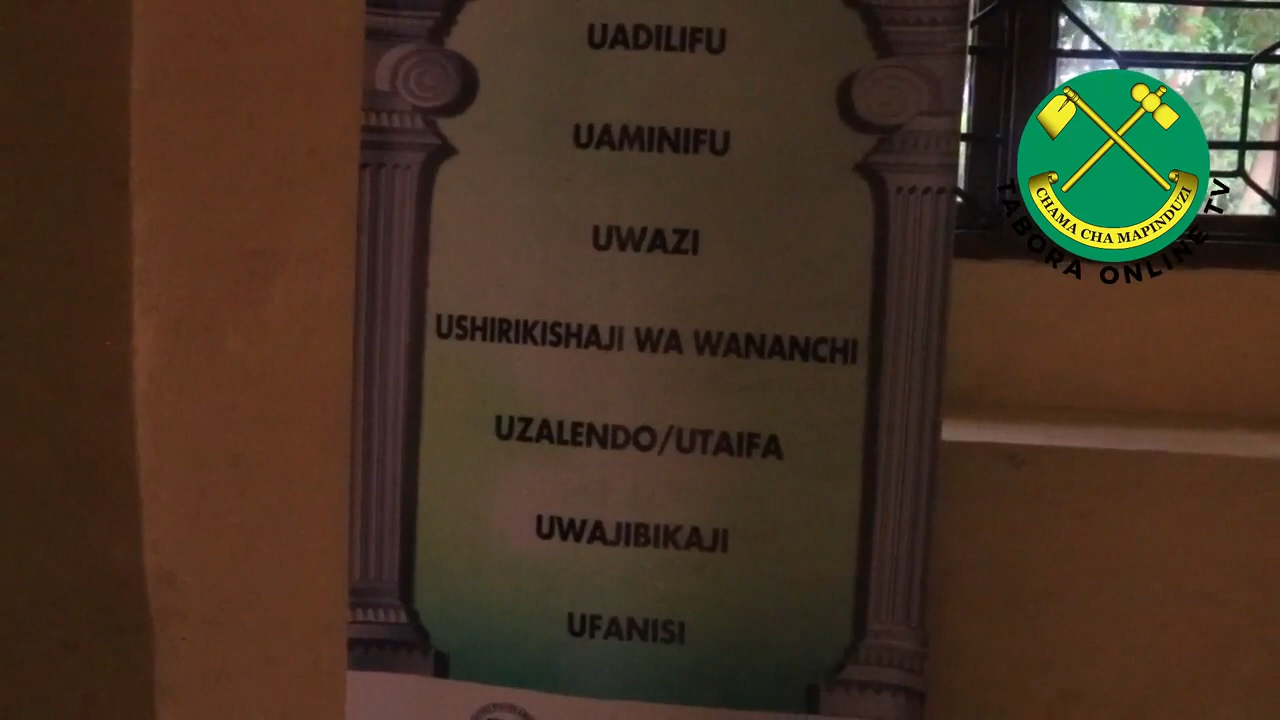 UADILIFU
UAMINIFU
UWAZI
USHIRIKISHAJI WA WANANCHI
UZALENDO/UTAIFA
UWAJIBIKAJI
UFANISI
CHAMA CHA MAPINDUZI
TABORA ONLINE TV